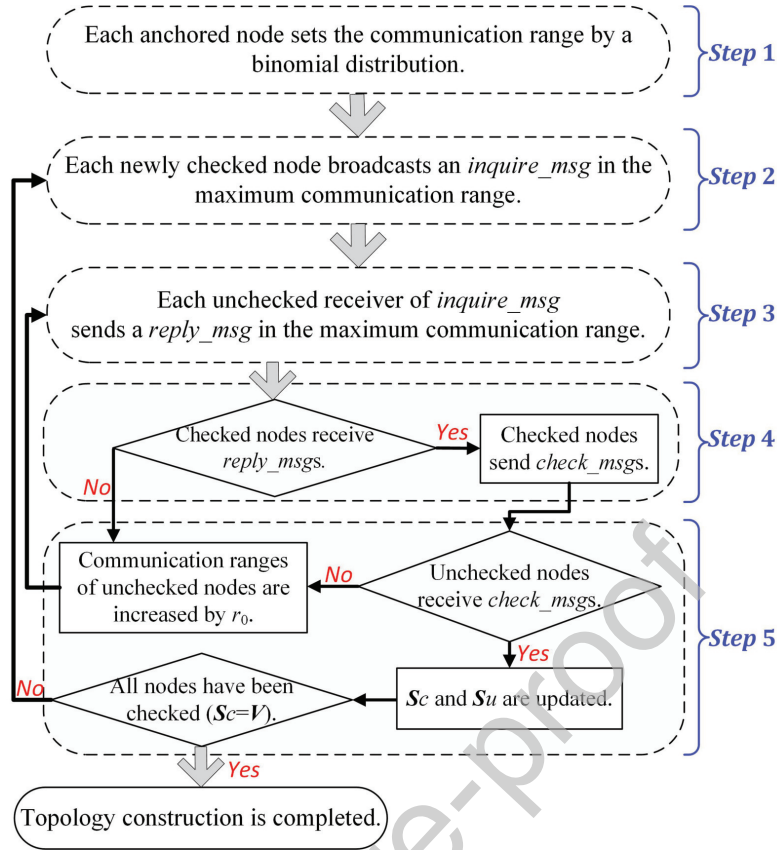 Each anchored node sets the communication range by a
binomial distribution.
Step 1
Each newly checked node broadcasts an inquire_msg in the
maximum communication range.
Step 2
Each unchecked receiver of inquire_msg
sends a reply_msg in the maximum communication range.
Step 3
Checked nodes receive
reply_msgs.
Yes
Checked nodes
send check_msgs.
Step 4
No
Communication ranges
of unchecked nodes are
increased by r0.
No
Unchecked nodes
receive check_msgs.
Step 5
Yes
Sc and Su are updated.
All nodes have been
checked (Sc=V).
No
Yes
Topology construction is completed.
e-proof